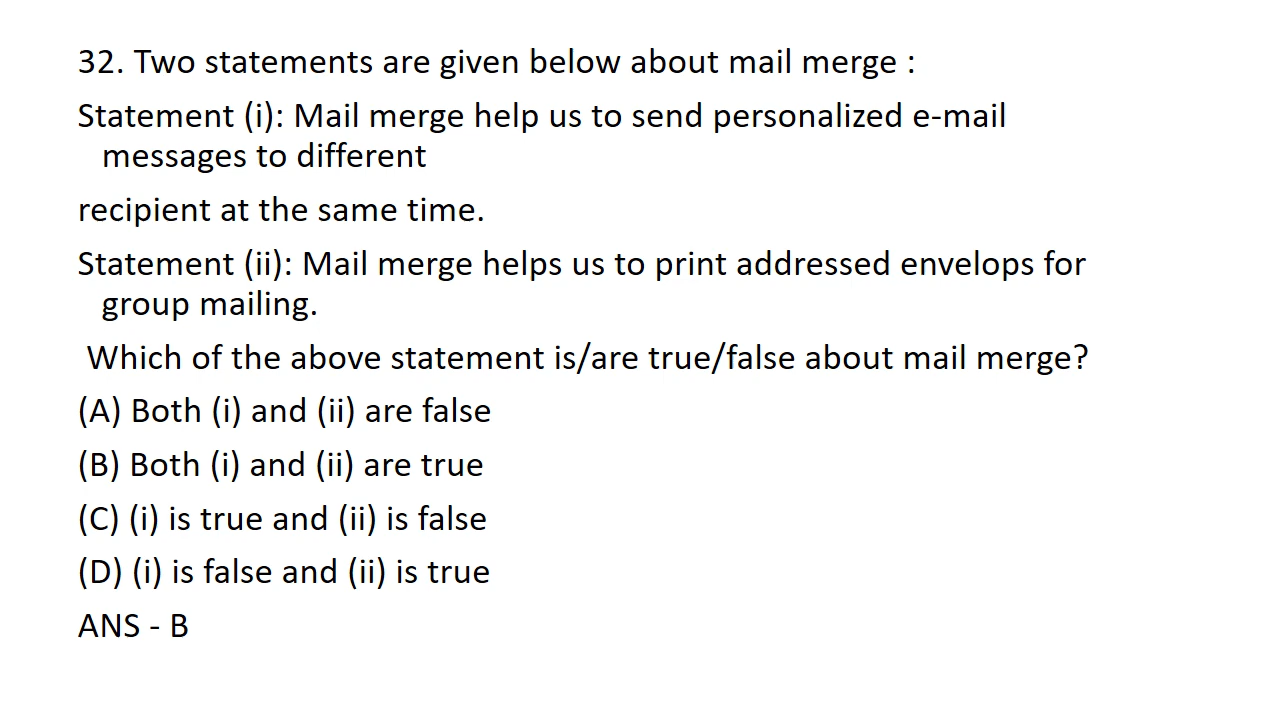 32. Two statements are given below about mail merge :
Statement (i): Mail merge help us to send personalized e-mail
messages to different
recipient at the same time.
Statement (ii): Mail merge helps us to print addressed envelops for
group mailing.
Which of the above statement is/are true/false about mail merge?
(A) Both (i) and (ii) are false
(B) Both (i) and (ii) are true
(C) (i) is true and (ii) is false
(D) (i) is false and (ii) is true
ANS - B